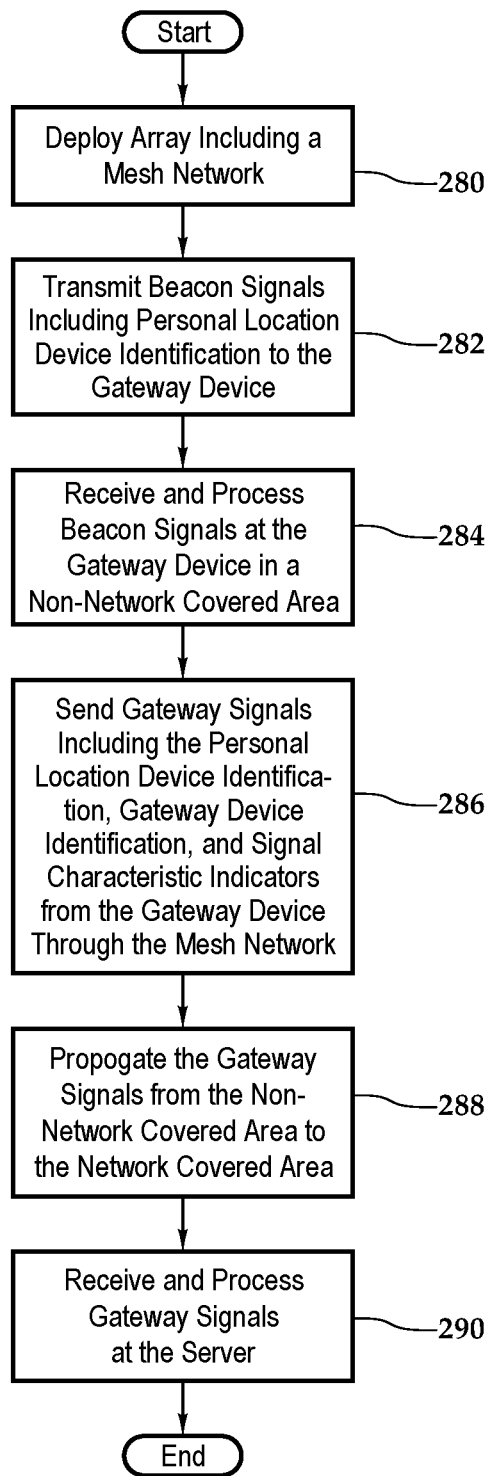 Start
Deploy Array Including a
Mesh Network
280
Transmit Beacon Signals
Including Personal Location
Device Identification to the
Gateway Device
282
Receive and Process
Beacon Signals at the
Gateway Device in a
Non-Network Covered Area
284
Send Gateway Signals
Including the Personal
Location Device Identifica-
tion, Gateway Device
Identification, and Signal
Characteristic Indicators
from the Gateway Device
Through the Mesh Network
286
Propogate the Gateway
Signals from the Non-
Network Covered Area to
the Network Covered Area
288
Receive and Process
Gateway Signals
at the Server
290
End